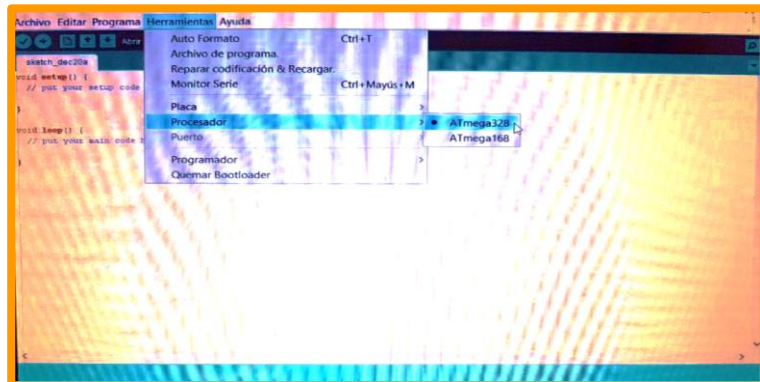 Archivo Editar Programa Herramientas Ayuda
Abrir
sketch_dec20a
void setup() {
// put your setup code
}
void loop() {
// put your main code
}
Auto Formato Ctrl+T
Archivo de programa.
Reparar codificación & Recargar.
Monitor Serie Ctrl+Mayús+M
Placa
Procesador
Puerto
Programador
Quemar Bootloader
ATmega328
ATmega168